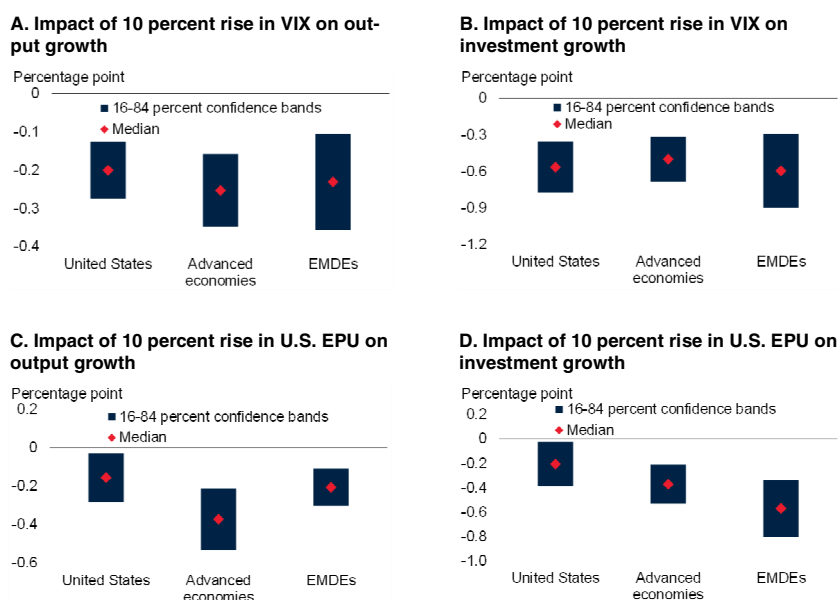 A. Impact of 10 percent rise in VIX on out-
put growth
Percentage point
0
-0.1
-0.2
-0.3
-0.4
16-84 percent confidence bands
Median
United States
Advanced
economies
EMDEs
B. Impact of 10 percent rise in VIX on
investment growth
Percentage point
0
-0.3
-0.6
-0.9
-1.2
16-84 percent confidence bands
Median
United States
Advanced
economies
EMDEs
C. Impact of 10 percent rise in U.S. EPU on
output growth
Percentage point
0.2
0
-0.2
-0.4
-0.6
16-84 percent confidence bands
Median
United States
Advanced
economies
EMDEs
D. Impact of 10 percent rise in U.S. EPU on
investment growth
Percentage point
0.2
0
-0.2
-0.4
-0.6
-0.8
-1.0
16-84 percent confidence bands
Median
United States
Advanced
economies
EMDEs